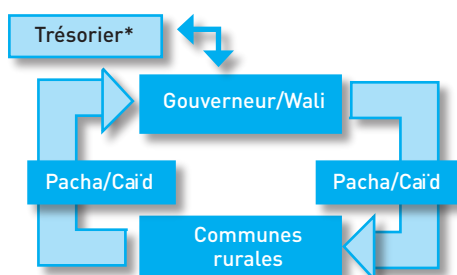 Trésorier*
Gouverneur/Wali
Pacha/Caïd
Pacha/Caïd
Communes
rurales